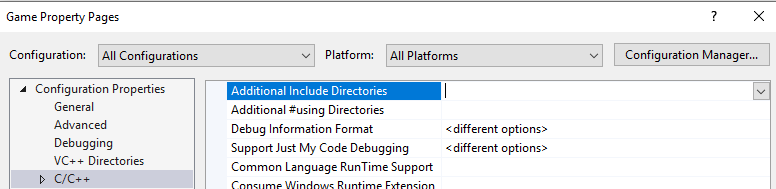 Game Property Pages
Configuration: All Configurations Platform: All Platforms Configuration Manager...
Configuration Properties
General
Advanced
Debugging
VC++ Directories
C/C++
Additional Include Directories
Additional #using Directories
Debug Information Format <different options>
Support Just My Code Debugging <different options>
Common Language RunTime Support
Consume Windows Runtime Extension